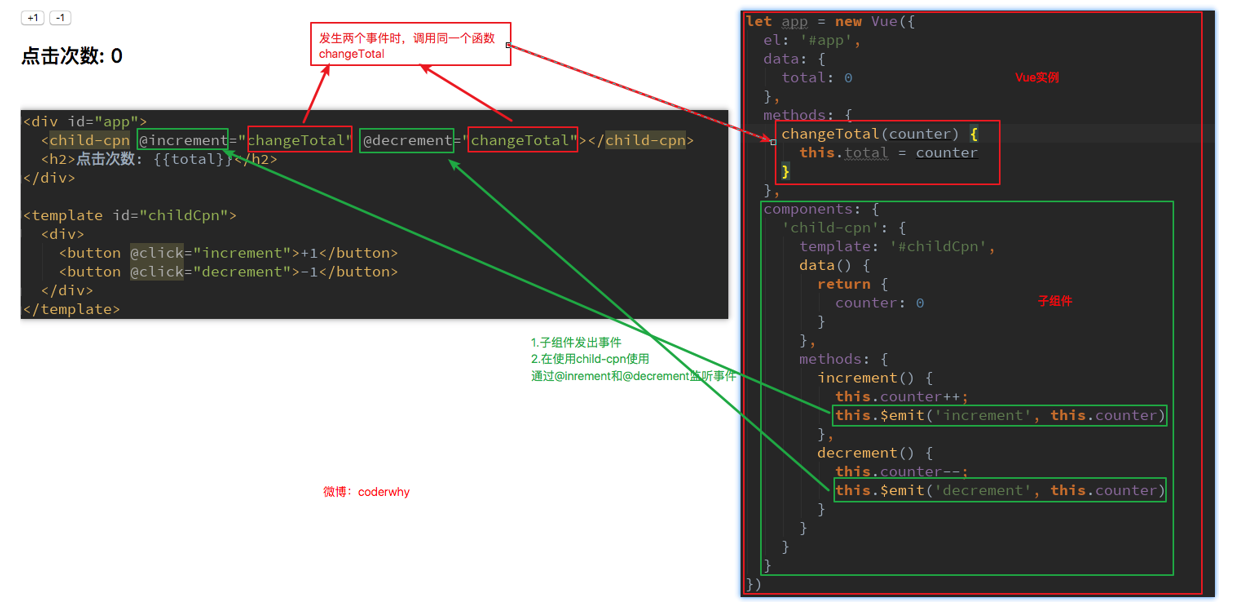 +1 -1
点击次数: 0
发生两个事件时，调用同一个函数
changeTotal
<div id="app">
<child-cpn @increment="changeTotal" @decrement="changeTotal"></child-cpn>
<h2>点击次数: {{total}}</h2>
</div>
<template id="childCpn">
<div>
<button @click="increment">+1</button>
<button @click="decrement">-1</button>
</div>
</template>
1.子组件发出事件
2.在使用child-cpn使用
通过@inrement和@decrement监听事件
微博：coderwhy
let app = new Vue({
el: '#app',
data: {
total: 0
},
Vue实例
methods: {
changeTotal(counter) {
this.total = counter
}
},
components: {
'child-cpn': {
template: '#childCpn',
data() {
return {
counter: 0
子组件
}
},
methods: {
increment() {
this.counter++;
this.$emit('increment', this.counter)
},
decrement() {
this.counter--;
this.$emit('decrement', this.counter)
}
}
}
}
})